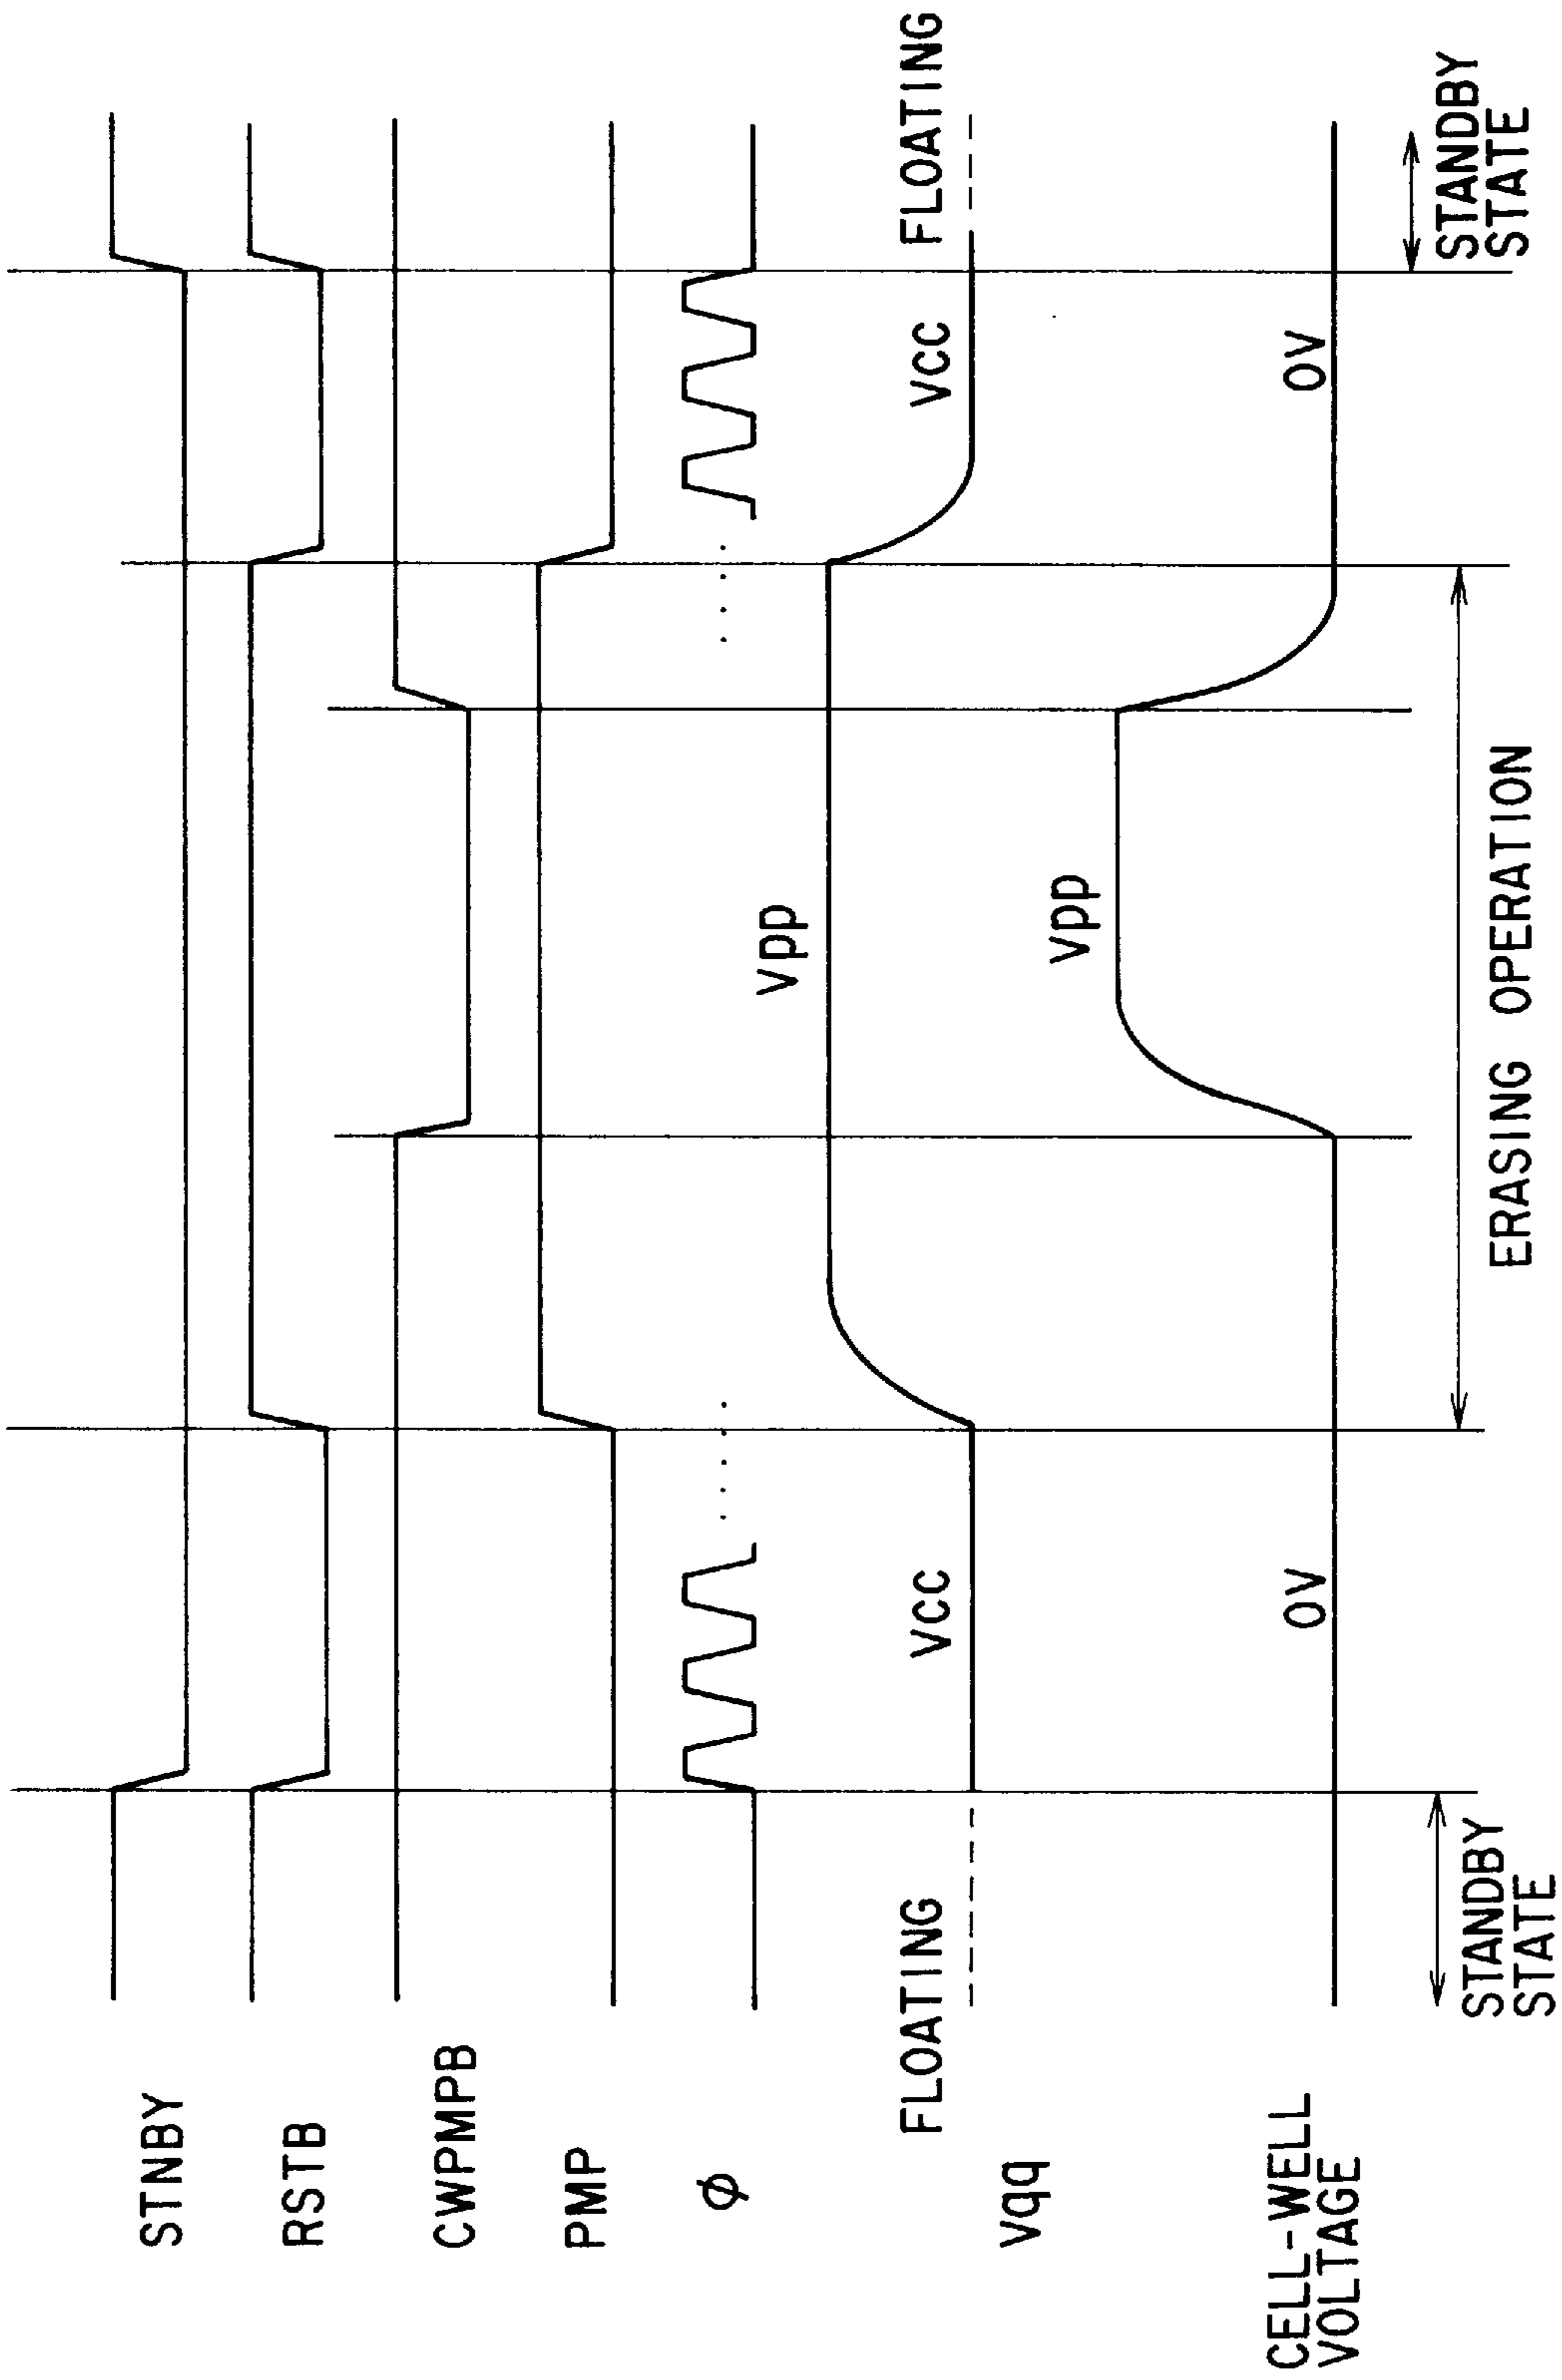 STNBY
RSTB
CWPMPB
PMP
φ
FLOATING
VCC
Vpp
VCC
FLOATING
Vqq
CELL-WELL
VOLTAGE
0V
Vpp
0V
STANDBY
STATE
ERASING OPERATION
STANDBY
STATE